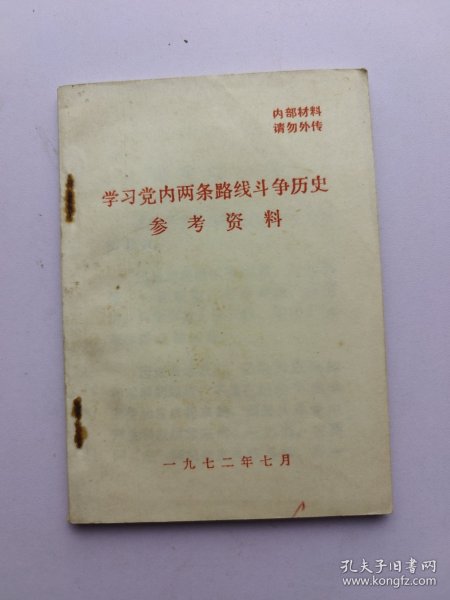 内部材料
请勿外传
学习党内两条路线斗争历史
参考资料
一九七二年七月
孔夫子旧书网
www.kongfz.com